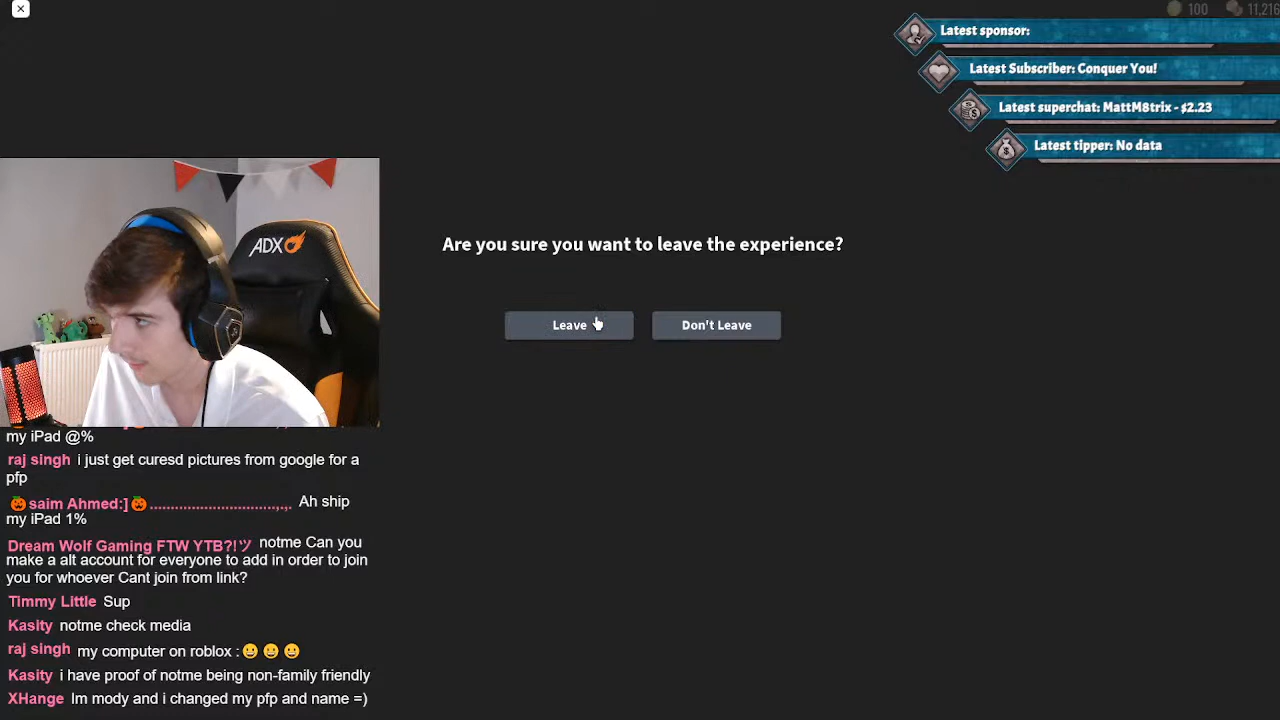 100 11,216
Latest sponsor:
Latest Subscriber: Conquer You!
Latest superchat: MattM8trix - $2.23
Latest tipper: No data
ADX
Are you sure you want to leave the experience?
Leave Don't Leave
my iPad @%
raj singh i just get curesd pictures from google for a
pfp
🎃 saim Ahmed:] 🎃 ............................,.,. Ah ship
my iPad 1%
Dream Wolf Gaming FTW YTB?!ツ notme Can you
make a alt account for everyone to add in order to join
you for whoever Cant join from link?
Timmy Little Sup
Kasity notme check media
raj singh my computer on roblox : 😀 😀 😀
Kasity i have proof of notme being non-family friendly
XHange Im mody and i changed my pfp and name =)